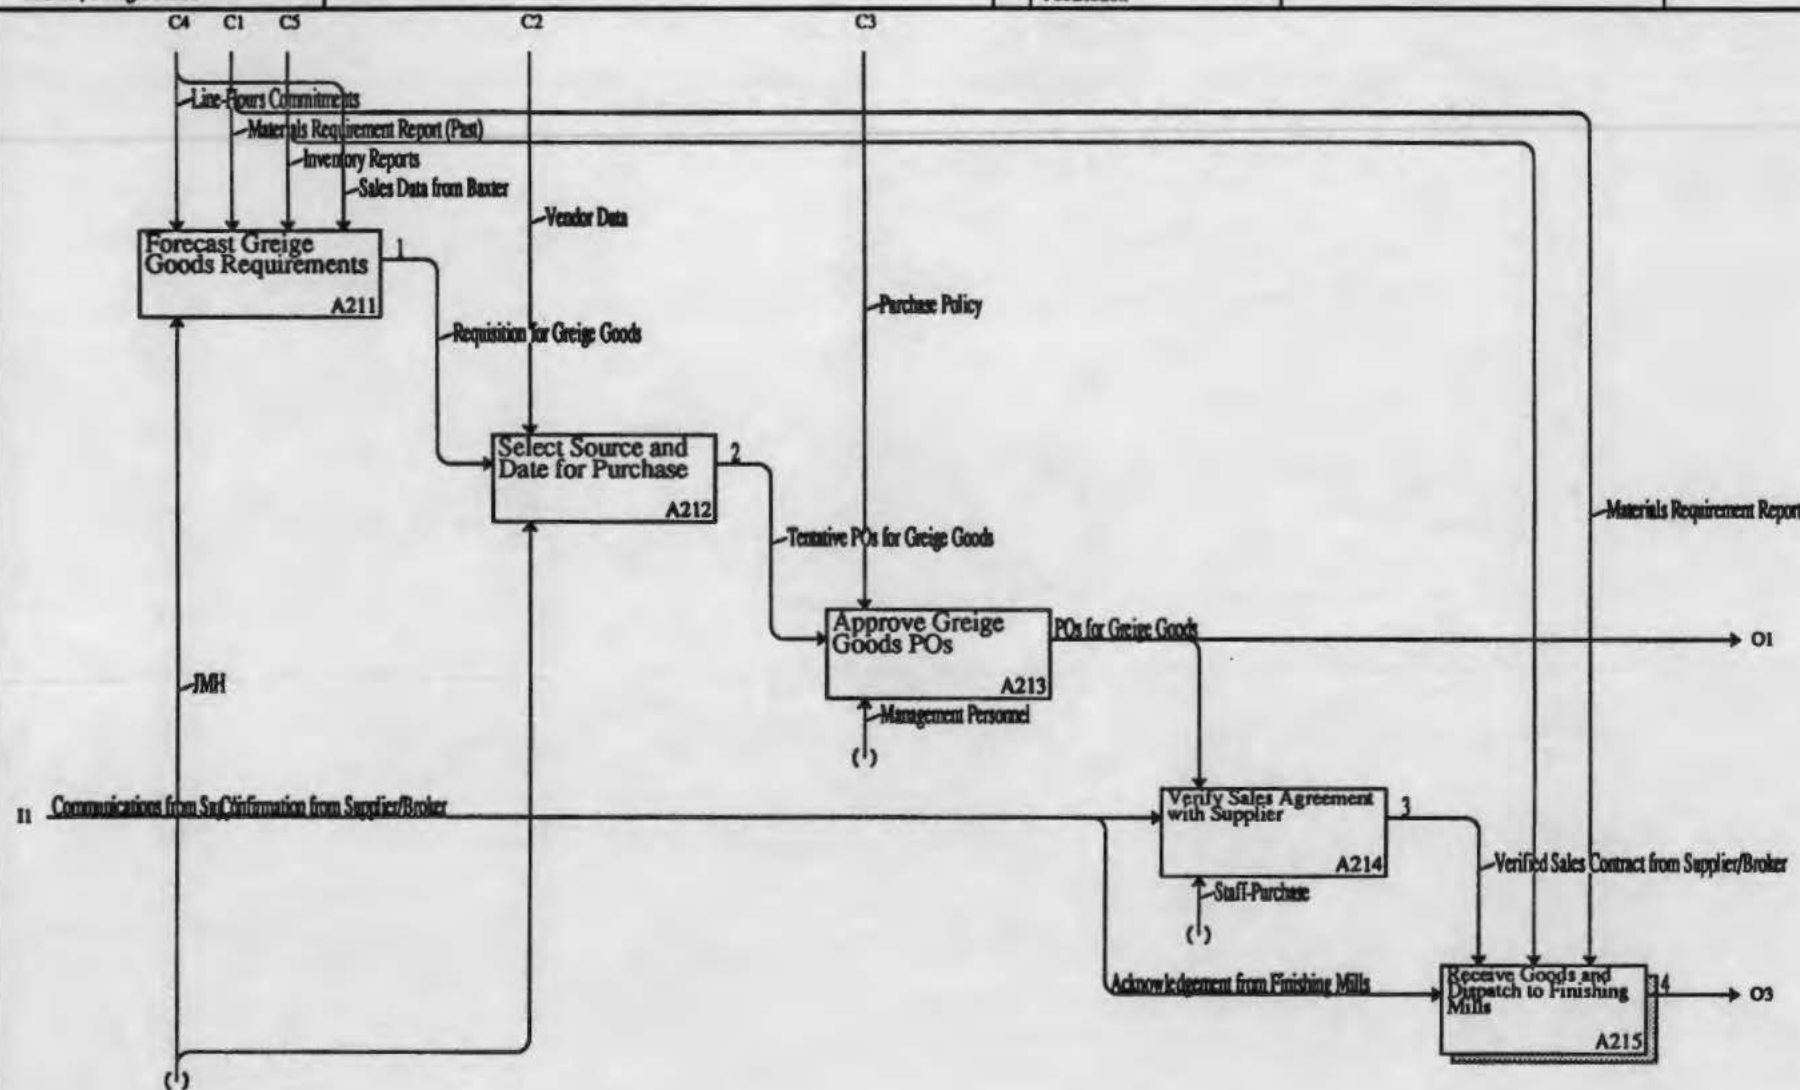 C4 C1 C5 C2 C3
Line-Hours Commitments
Materials Requirement Report (Past)
Inventory Reports
Sales Data from Baxter
Vendor Data
Forecast Greige
Goods Requirements
A211
1
Purchase Policy
Requisition for Greige Goods
Select Source and
Date for Purchase
A212
2
Materials Requirement Report
Tentative POs for Greige Goods
Approve Greige
Goods POs
A213
POs for Greige Goods
O1
JMH
Management Personnel
( )
I1
Communications from
Confirmation from Supplier/Broker
Verify Sales Agreement
with Supplier
A214
3
Verified Sales Contract from Supplier/Broker
Staff-Purchase
( )
Acknowledgement from Finishing Mills
Receive Goods and
Dispatch to Finishing
Mills
A215
4
O3
( )